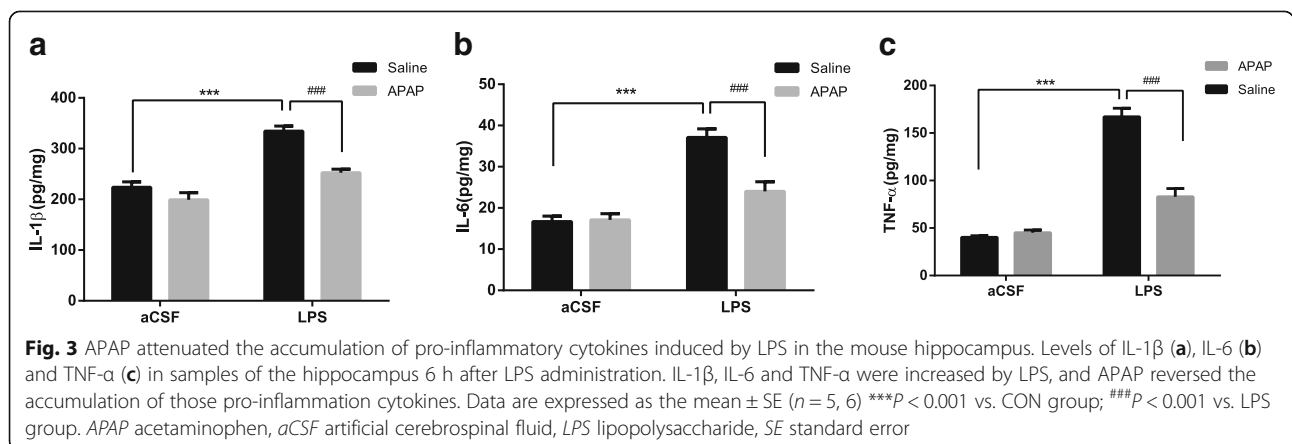 a
Saline
APAP
IL-1β(pg/mg)
400
300
200
100
0
***
###
aCSF
LPS
b
Saline
APAP
IL-6(pg/mg)
50
40
30
20
10
0
***
###
aCSF
LPS
c
APAP
Saline
TNF-α(pg/mg)
200
150
100
50
0
***
###
aCSF
LPS
Fig. 3 APAP attenuated the accumulation of pro-inflammatory cytokines induced by LPS in the mouse hippocampus. Levels of IL-1β (a), IL-6 (b)
and TNF-α (c) in samples of the hippocampus 6 h after LPS administration. IL-1β, IL-6 and TNF-α were increased by LPS, and APAP reversed the
accumulation of those pro-inflammation cytokines. Data are expressed as the mean ± SE (n = 5, 6) ***P < 0.001 vs. CON group; ###P < 0.001 vs. LPS
group. APAP acetaminophen, aCSF artificial cerebrospinal fluid, LPS lipopolysaccharide, SE standard error